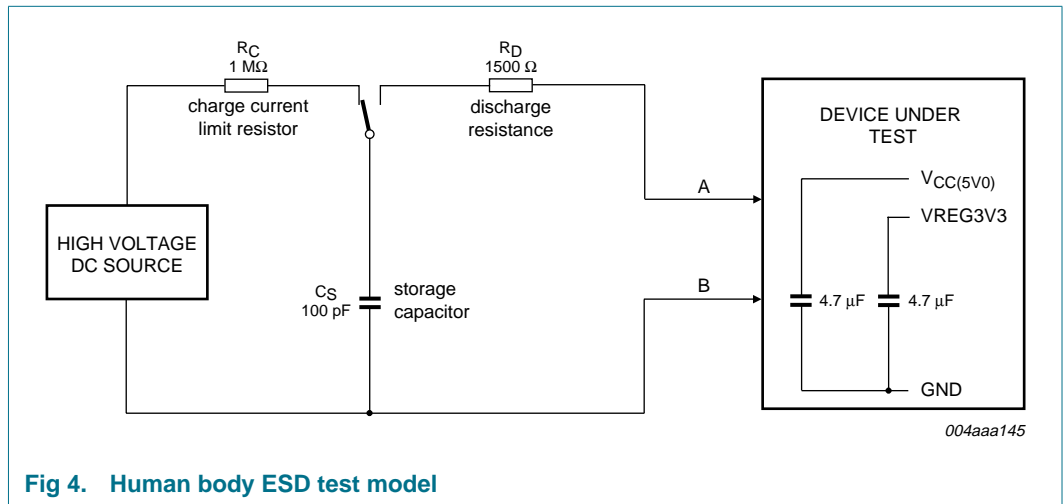 RC
1 MΩ
charge current
limit resistor
RD
1500 Ω
discharge
resistance
DEVICE UNDER
TEST
VCC(5V0)
VREG3V3
A
HIGH VOLTAGE
DC SOURCE
CS
100 pF
storage
capacitor
B
4.7 μF
4.7 μF
GND
004aaa145
Fig 4. Human body ESD test model